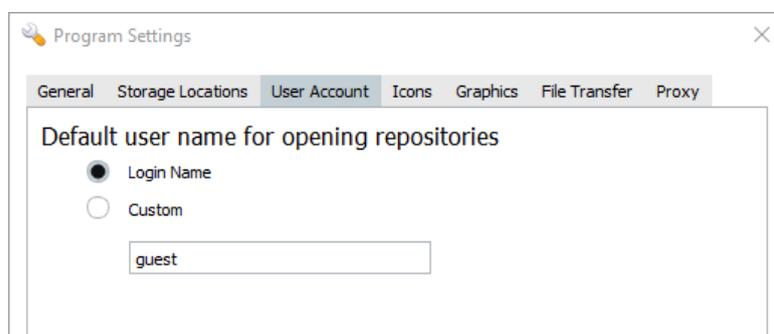 Program Settings
General Storage Locations User Account Icons Graphics File Transfer Proxy
Default user name for opening repositories
Login Name
Custom
guest